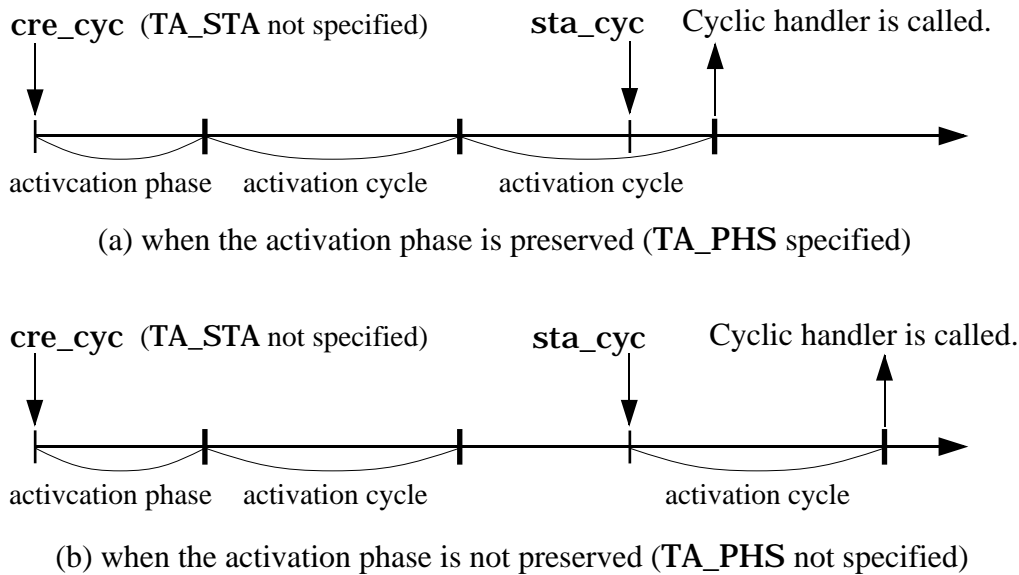 cre_cyc (TA_STA not specified) sta_cyc Cyclic handler is called.
activcation phase activation cycle activation cycle
(a) when the activation phase is preserved (TA_PHS specified)
cre_cyc (TA_STA not specified) sta_cyc Cyclic handler is called.
activcation phase activation cycle activation cycle
(b) when the activation phase is not preserved (TA_PHS not specified)